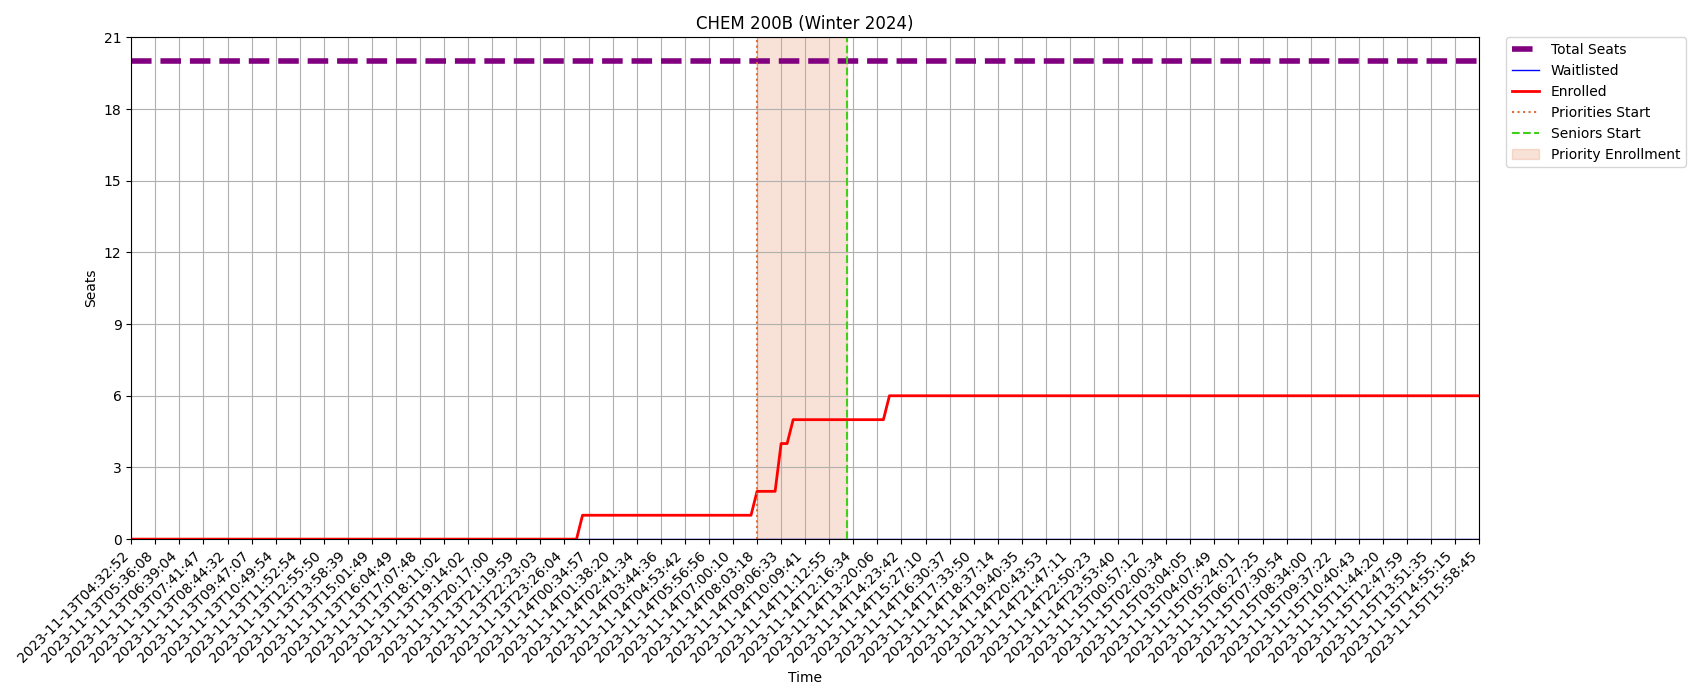 CHEM 200B (Winter 2024)
21
18
15
12
9
6
3
0
Seats
2023-11-13T04:32:52
2023-11-13T05:36:08
2023-11-13T06:39:04
2023-11-13T07:41:47
2023-11-13T08:44:32
2023-11-13T09:47:07
2023-11-13T10:49:54
2023-11-13T11:52:54
2023-11-13T12:55:50
2023-11-13T13:58:39
2023-11-13T15:01:49
2023-11-13T16:04:49
2023-11-13T17:07:48
2023-11-13T18:11:02
2023-11-13T19:14:02
2023-11-13T20:17:00
2023-11-13T21:19:59
2023-11-13T22:23:03
2023-11-13T23:26:04
2023-11-14T00:34:57
2023-11-14T01:38:20
2023-11-14T02:41:34
2023-11-14T03:44:36
2023-11-14T04:53:42
2023-11-14T05:56:56
2023-11-14T07:00:10
2023-11-14T08:03:18
2023-11-14T09:06:33
2023-11-14T10:09:41
2023-11-14T11:12:55
2023-11-14T12:16:34
2023-11-14T13:20:06
2023-11-14T14:23:42
2023-11-14T15:27:10
2023-11-14T16:30:37
2023-11-14T17:33:50
2023-11-14T18:37:14
2023-11-14T19:40:35
2023-11-14T20:43:53
2023-11-14T21:47:11
2023-11-14T22:50:23
2023-11-14T23:53:40
2023-11-15T00:57:12
2023-11-15T02:00:34
2023-11-15T03:04:05
2023-11-15T04:07:49
2023-11-15T05:24:01
2023-11-15T06:27:25
2023-11-15T07:30:54
2023-11-15T08:34:00
2023-11-15T09:37:22
2023-11-15T10:40:43
2023-11-15T11:44:20
2023-11-15T12:47:59
2023-11-15T13:51:35
2023-11-15T14:55:15
2023-11-15T15:58:45
Time
Total Seats
Waitlisted
Enrolled
Priorities Start
Seniors Start
Priority Enrollment